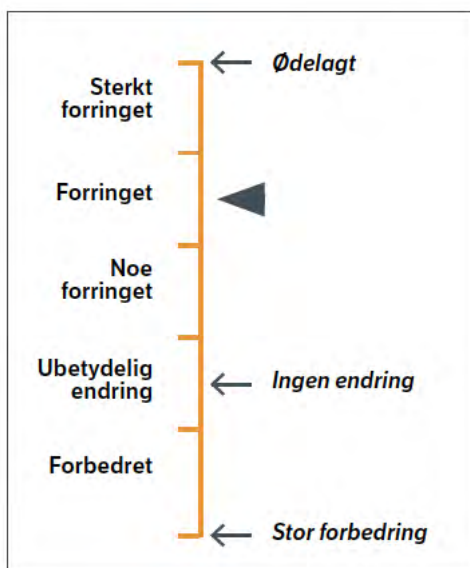 Ødelagt
Sterkt
forringet
Forringet
Noe
forringet
Ubetydelig
endring
Ingen endring
Forbedret
Stor forbedring